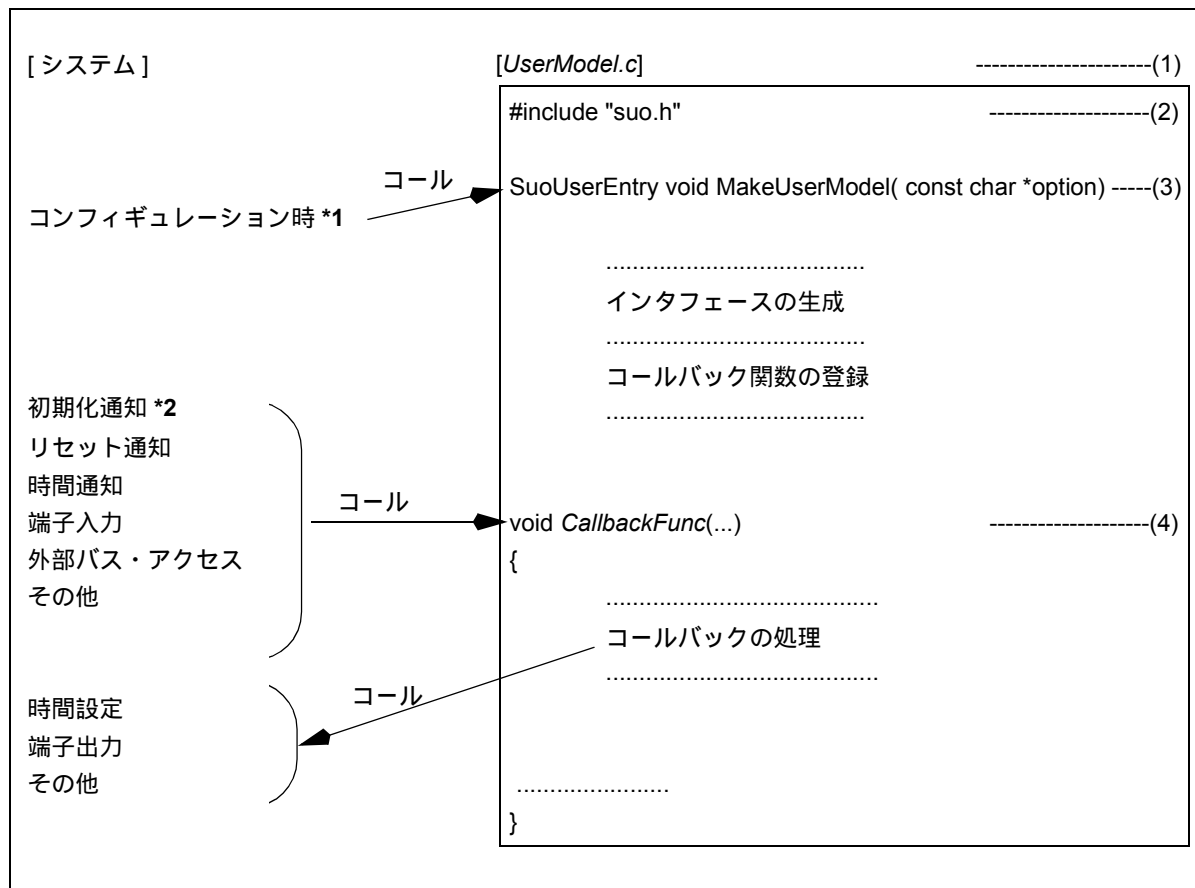 [ システム ]
[UserModel.c] ----------------------(1)
#include "suo.h" --------------------(2)
コール
SuoUserEntry void MakeUserModel( const char *option) -----(3)
コンフィギュレーション時 *1
.......................................
インタフェースの生成
.......................................
コールバック関数の登録
.......................................
初期化通知 *2
リセット通知
時間通知
端子入力
外部バス・アクセス
その他
コール
void CallbackFunc(...) --------------------(4)
{
.........................................
コールバックの処理
.........................................
コール
時間設定
端子出力
その他
.......................
}